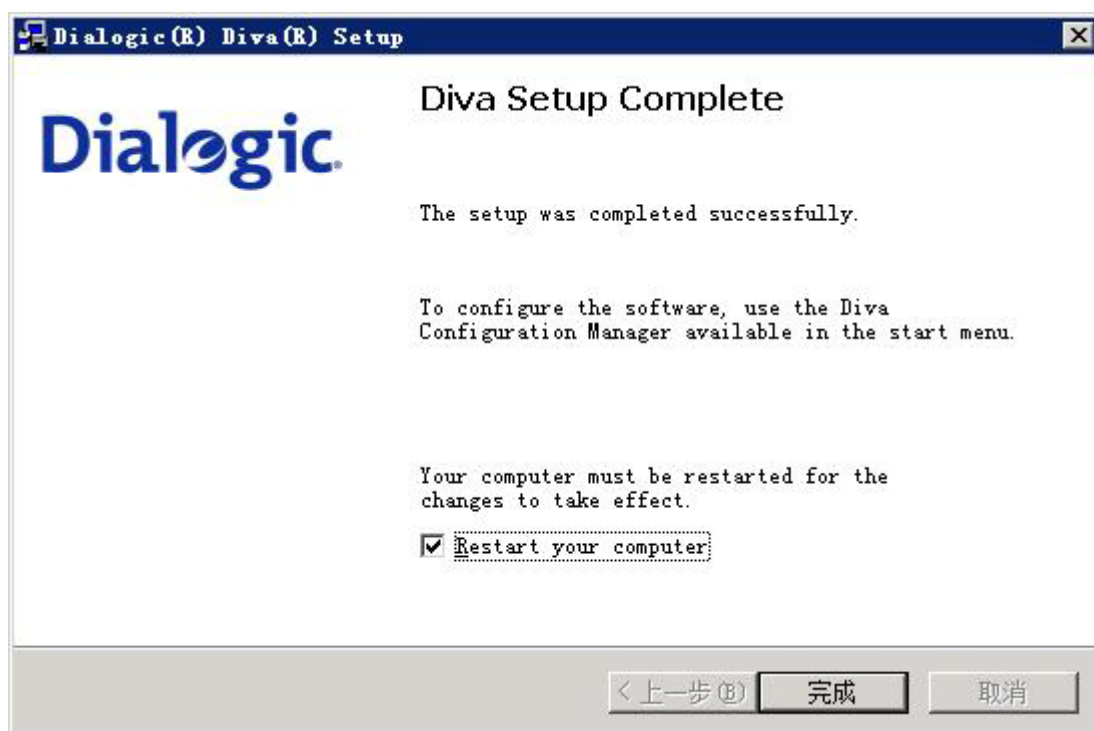 Dialogic(R) Diva(R) Setup
Diva Setup Complete
Dialogic®
The setup was completed successfully.
To configure the software, use the Diva
Configuration Manager available in the start menu.
Your computer must be restarted for the
changes to take effect.
Restart your computer
< 上一步(B)
完成
取消